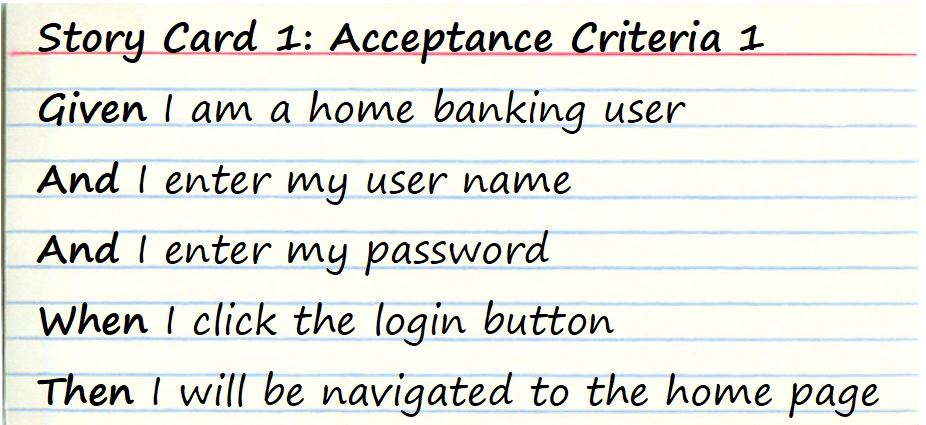 Story Card 1: Acceptance Criteria 1
Given I am a home banking user
And I enter my user name
And I enter my password
When I click the login button
Then I will be navigated to the home page